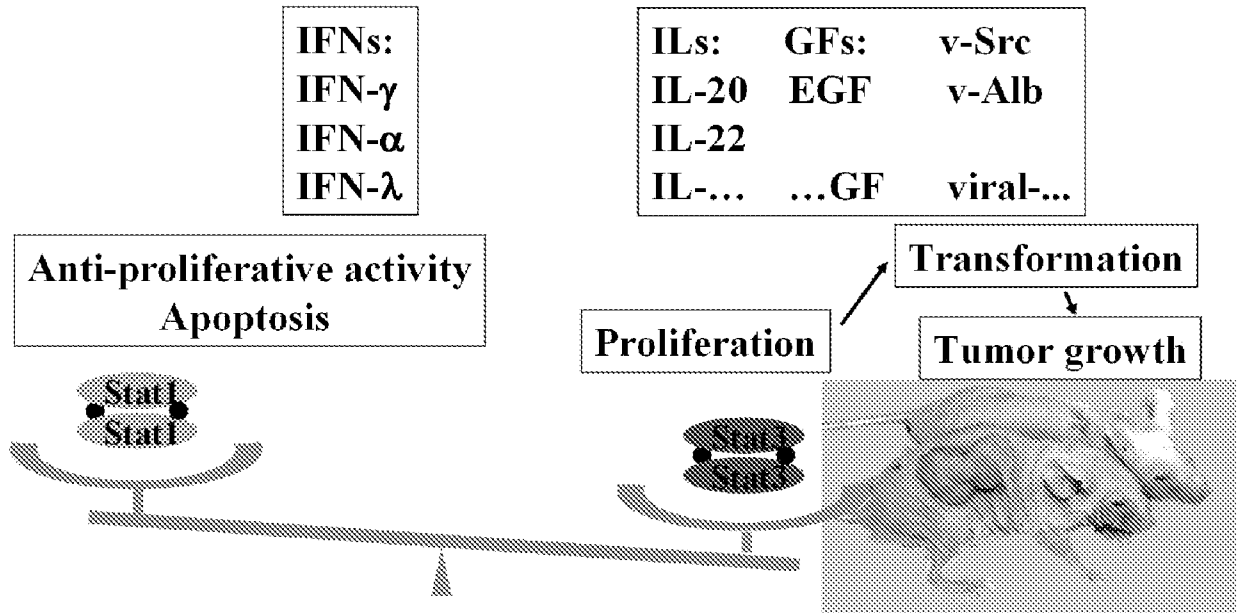 IFNs:
IFN-γ
IFN-α
IFN-λ
ILs: GFs: v-Src
IL-20 EGF v-Alb
IL-22
IL-... ...GF viral-...
Anti-proliferative activity
Apoptosis
Proliferation
Transformation
Tumor growth
Stat1
Stat1
Stat3
Stat3